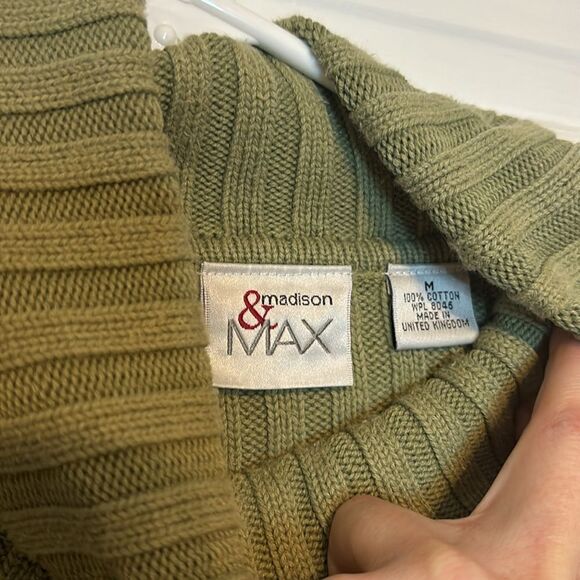 & madison
MAX
M
100% COTTON
WPL 8046
MADE IN
UNITED KINGDOM